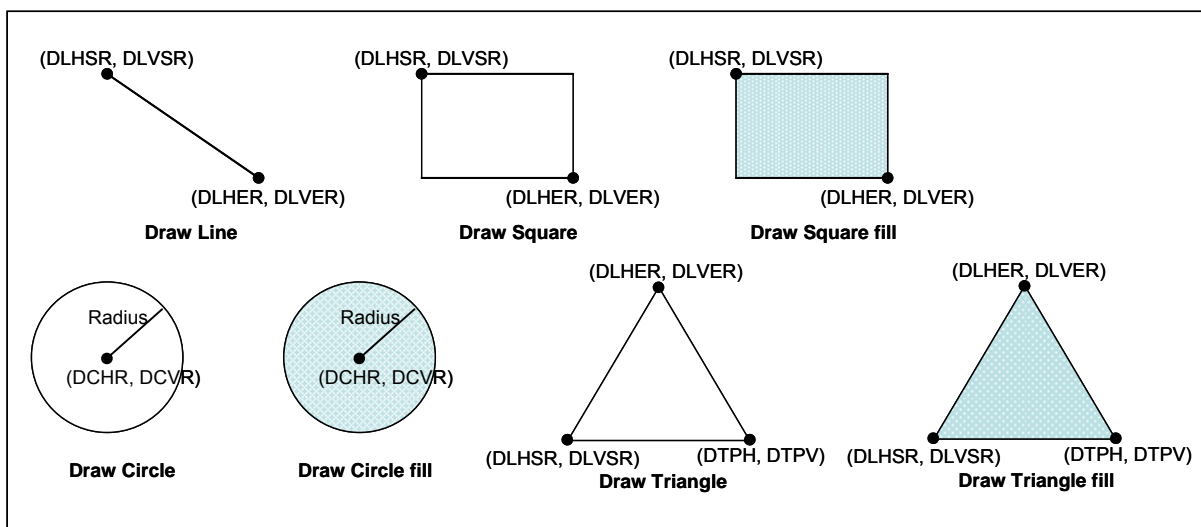 (DLHSR, DLVSR)
(DLHSR, DLVSR)
(DLHSR, DLVSR)
(DLHER, DLVER)
(DLHER, DLVER)
(DLHER, DLVER)
Draw Line
Draw Square
Draw Square fill
(DLHER, DLVER)
(DLHER, DLVER)
Radius
Radius
(DCHR, DCVR)
(DCHR, DCVR)
(DLHSR, DLVSR)
(DTPH, DTPV)
(DLHSR, DLVSR)
(DTPH, DTPV)
Draw Circle
Draw Circle fill
Draw Triangle
Draw Triangle fill